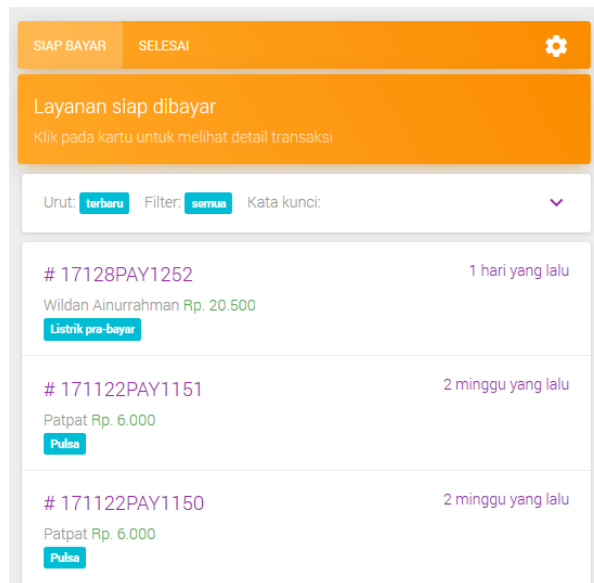 SIAP BAYAR SELESAI
Layanan siap dibayar
Klik pada kartu untuk melihat detail transaksi
Urut: terbaru Filter: semua Kata kunci:
# 17128PAY1252 1 hari yang lalu
Wildan Ainurrahman Rp. 20.500
Listrik pra-bayar
# 171122PAY1151 2 minggu yang lalu
Patpat Rp. 6.000
Pulsa
# 171122PAY1150 2 minggu yang lalu
Patpat Rp. 6.000
Pulsa